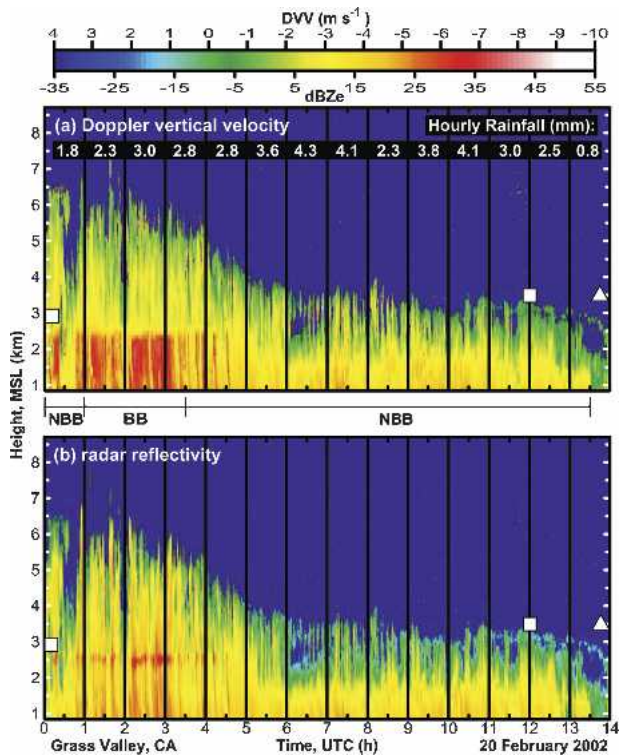 DVV (m s-1)
4 3 2 1 0 -1 -2 -3 -4 -5 -6 -7 -8 -9 -10
-35 -25 -15 -5 5 15 25 35 45 55
dBZe
(a) Doppler vertical velocity Hourly Rainfall (mm):
1.8 2.3 3.0 2.8 2.8 3.6 4.3 4.1 2.3 3.8 4.1 3.0 2.5 0.8
8
7
6
5
4
3
2
1
Height, MSL (km)
NBB BB NBB
(b) radar reflectivity
8
7
6
5
4
3
2
1
0 1 2 3 4 5 6 7 8 9 10 11 12 13 14
Grass Valley, CA Time, UTC (h) 20 February 2002